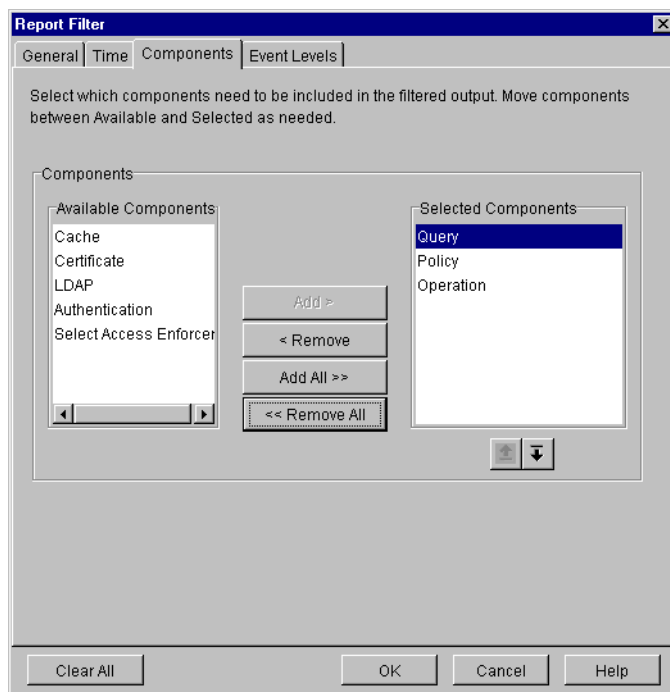 Report Filter
General Time Components Event Levels
Select which components need to be included in the filtered output. Move components
between Available and Selected as needed.
Components
Available Components
Cache
Certificate
LDAP
Authentication
Select Access Enforcer
Add >
< Remove
Add All >>
<< Remove All
Selected Components
Query
Policy
Operation
Clear All OK Cancel Help